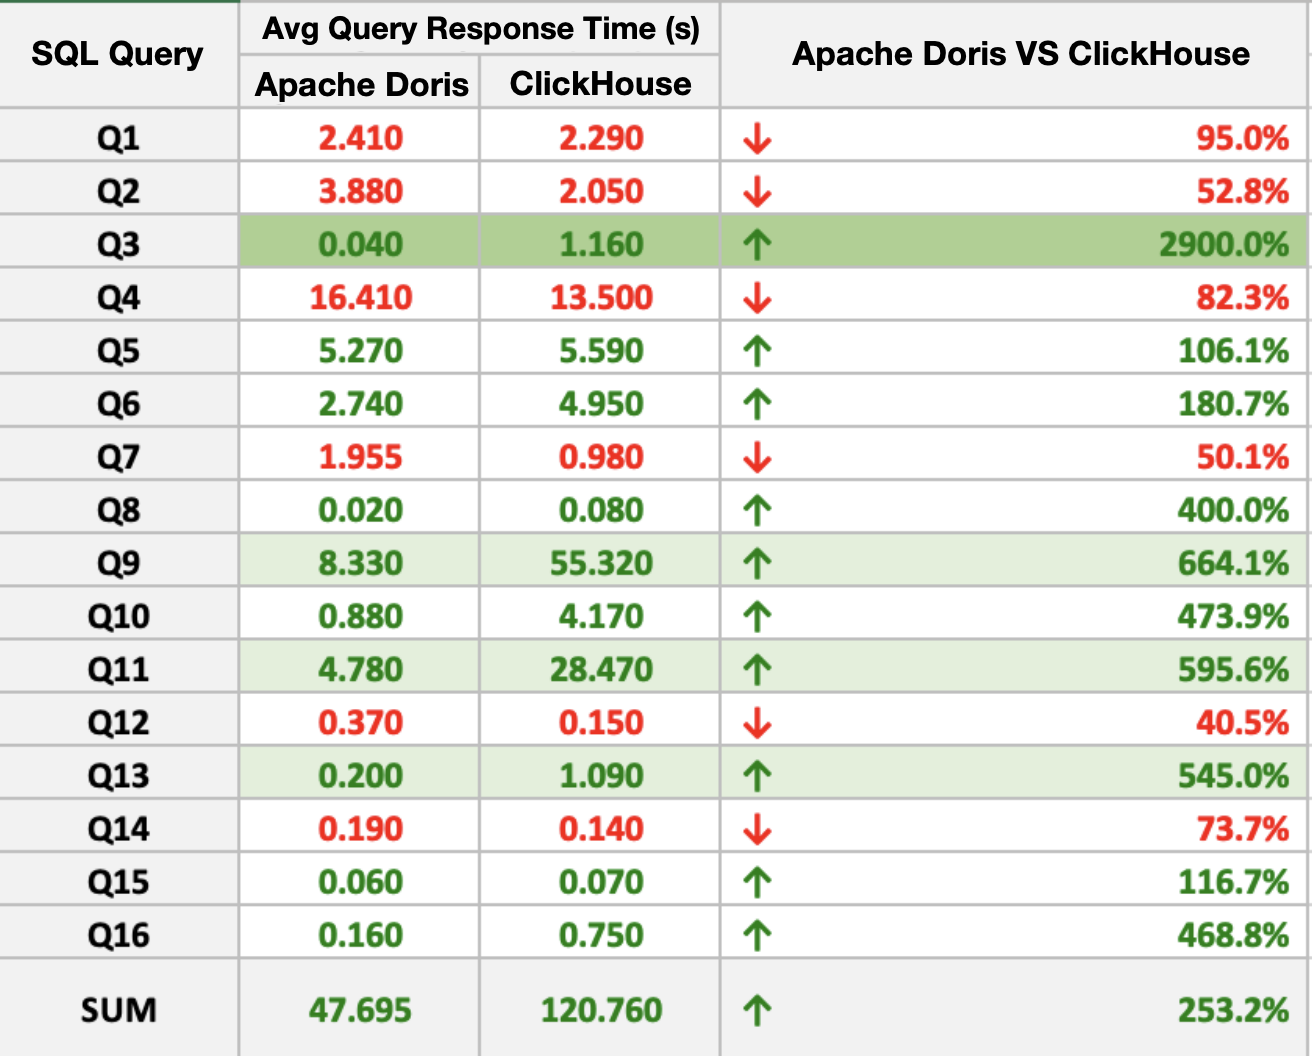 SQL Query Avg Query Response Time (s) Apache Doris VS ClickHouse
Apache Doris ClickHouse
Q1 2.410 2.290 ↓ 95.0%
Q2 3.880 2.050 ↓ 52.8%
Q3 0.040 1.160 ↑ 2900.0%
Q4 16.410 13.500 ↓ 82.3%
Q5 5.270 5.590 ↑ 106.1%
Q6 2.740 4.950 ↑ 180.7%
Q7 1.955 0.980 ↓ 50.1%
Q8 0.020 0.080 ↑ 400.0%
Q9 8.330 55.320 ↑ 664.1%
Q10 0.880 4.170 ↑ 473.9%
Q11 4.780 28.470 ↑ 595.6%
Q12 0.370 0.150 ↓ 40.5%
Q13 0.200 1.090 ↑ 545.0%
Q14 0.190 0.140 ↓ 73.7%
Q15 0.060 0.070 ↑ 116.7%
Q16 0.160 0.750 ↑ 468.8%
SUM 47.695 120.760 ↑ 253.2%